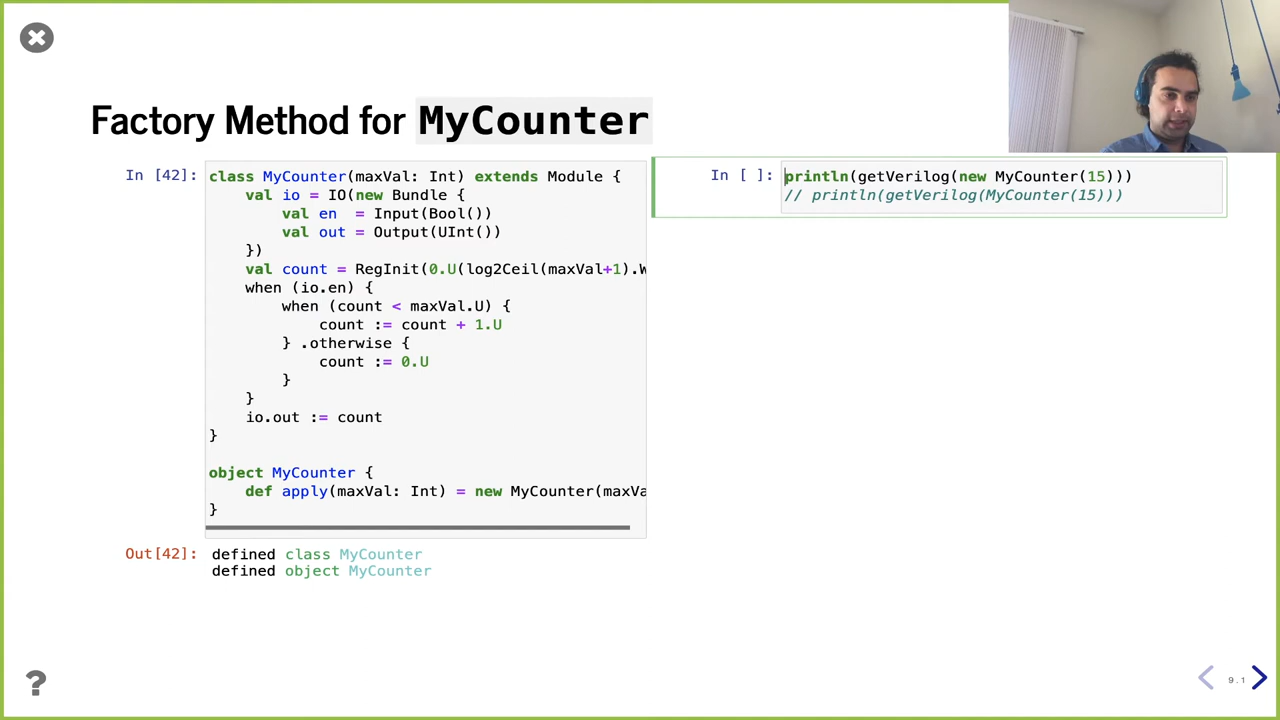 Factory Method for MyCounter
In [42]:
class MyCounter(maxVal: Int) extends Module {
val io = IO(new Bundle {
val en  = Input(Bool())
val out = Output(UInt())
})
val count = RegInit(0.U(log2Ceil(maxVal+1).W
when (io.en) {
when (count < maxVal.U) {
count := count + 1.U
} .otherwise {
count := 0.U
}
}
io.out := count
}
object MyCounter {
def apply(maxVal: Int) = new MyCounter(maxVa
}
Out[42]:
defined class MyCounter
defined object MyCounter
In [ ]:
println(getVerilog(new MyCounter(15)))
// println(getVerilog(MyCounter(15)))
?
9.1